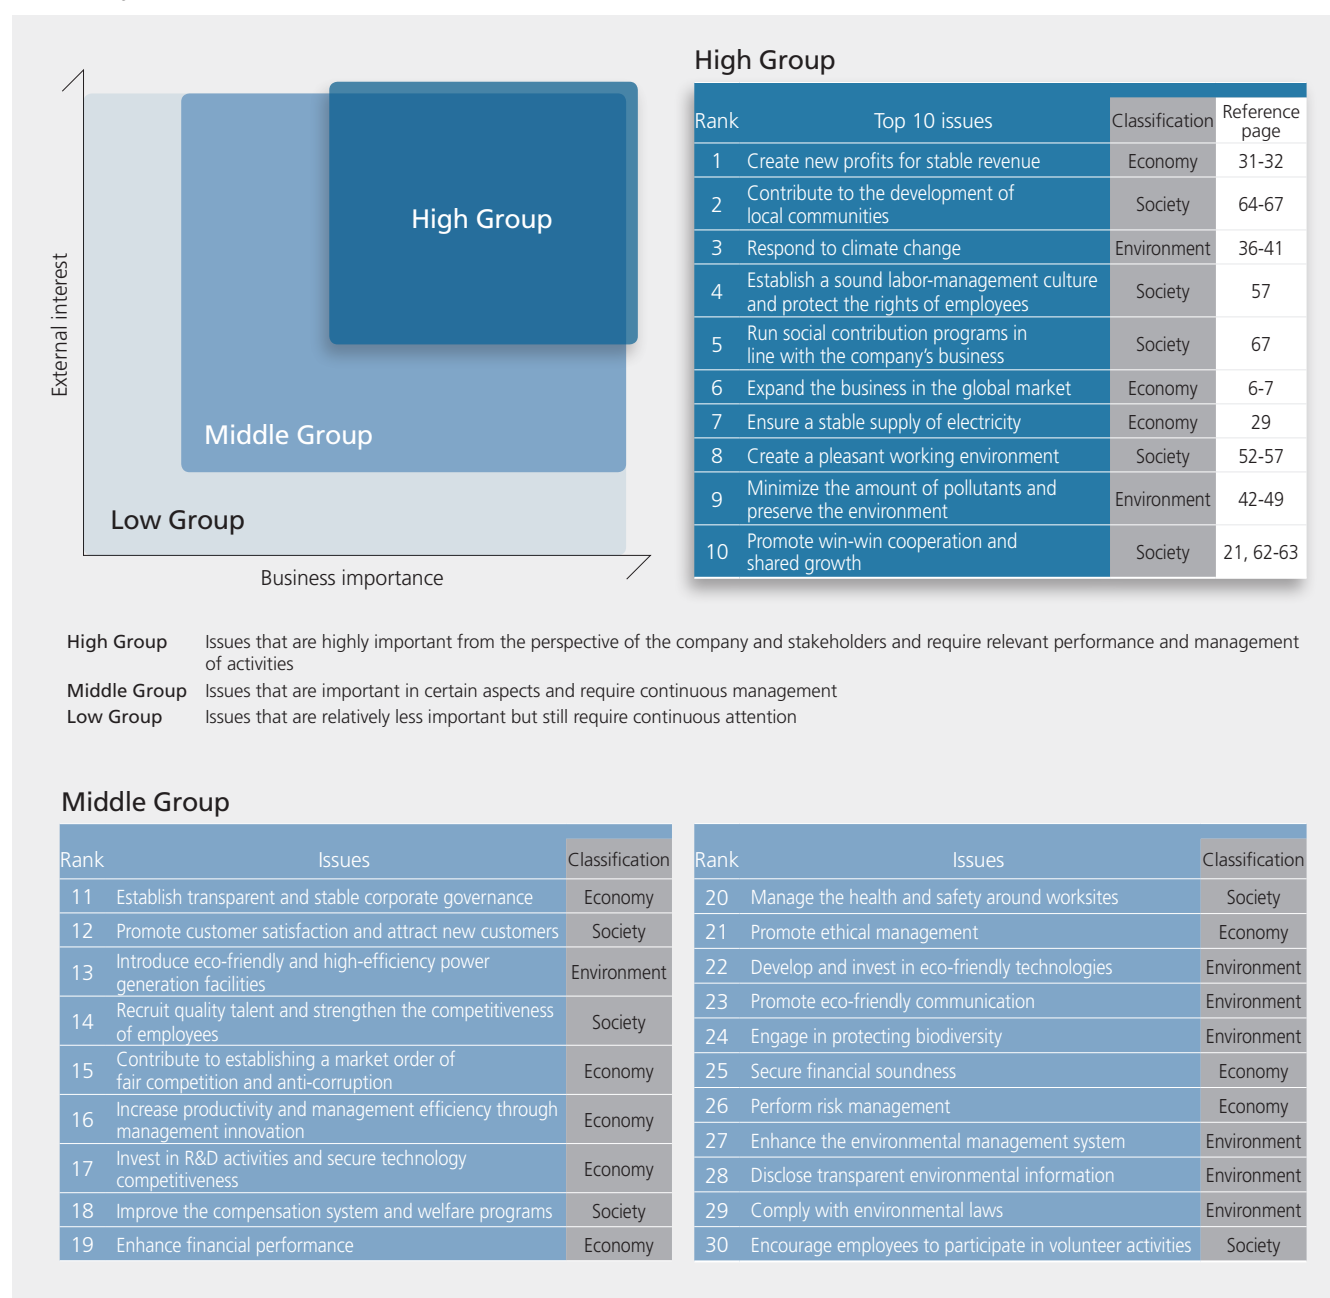 External interest
High Group
Middle Group
Low Group
Business importance
High Group
Rank Top 10 issues Classification Reference page
1 Create new profits for stable revenue Economy 31-32
2 Contribute to the development of
local communities Society 64-67
3 Respond to climate change Environment 36-41
4 Establish a sound labor-management culture
and protect the rights of employees Society 57
5 Run social contribution programs in
line with the company's business Society 67
6 Expand the business in the global market Economy 6-7
7 Ensure a stable supply of electricity Economy 29
8 Create a pleasant working environment Society 52-57
9 Minimize the amount of pollutants and
preserve the environment Environment 42-49
10 Promote win-win cooperation and
shared growth Society 21, 62-63
High Group Issues that are highly important from the perspective of the company and stakeholders and require relevant performance and management
of activities
Middle Group Issues that are important in certain aspects and require continuous management
Low Group Issues that are relatively less important but still require continuous attention
Middle Group
Rank Issues Classification
11 Establish transparent and stable corporate governance Economy
12 Promote customer satisfaction and attract new customers Society
13 Introduce eco-friendly and high-efficiency power
generation facilities Environment
14 Recruit quality talent and strengthen the competitiveness
of employees Society
15 Contribute to establishing a market order of
fair competition and anti-corruption Economy
16 Increase productivity and management efficiency through
management innovation Economy
17 Invest in R&D activities and secure technology
competitiveness Economy
18 Improve the compensation system and welfare programs Society
19 Enhance financial performance Economy
Rank Issues Classification
20 Manage the health and safety around worksites Society
21 Promote ethical management Economy
22 Develop and invest in eco-friendly technologies Environment
23 Promote eco-friendly communication Environment
24 Engage in protecting biodiversity Environment
25 Secure financial soundness Economy
26 Perform risk management Economy
27 Enhance the environmental management system Environment
28 Disclose transparent environmental information Environment
29 Comply with environmental laws Environment
30 Encourage employees to participate in volunteer activities Society